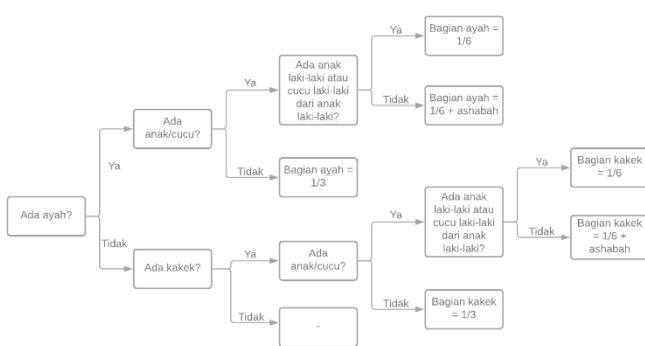 Ada ayah?
Ya
Tidak
Ada
anak/cucu?
Ya
Tidak
Ada anak
laki-laki atau
cucu laki-laki
dari anak
laki-laki?
Ya
Tidak
Bagian ayah =
1/6
Bagian ayah =
1/6 + ashabah
Bagian ayah =
1/3
Ada kakek?
Ya
Tidak
Ada
anak/cucu?
-
Ya
Tidak
Ada anak
laki-laki atau
cucu laki-laki
dari anak
laki-laki?
Ya
Tidak
Bagian kakek
= 1/6
Bagian kakek
= 1/6 +
ashabah
Bagian kakek
= 1/3